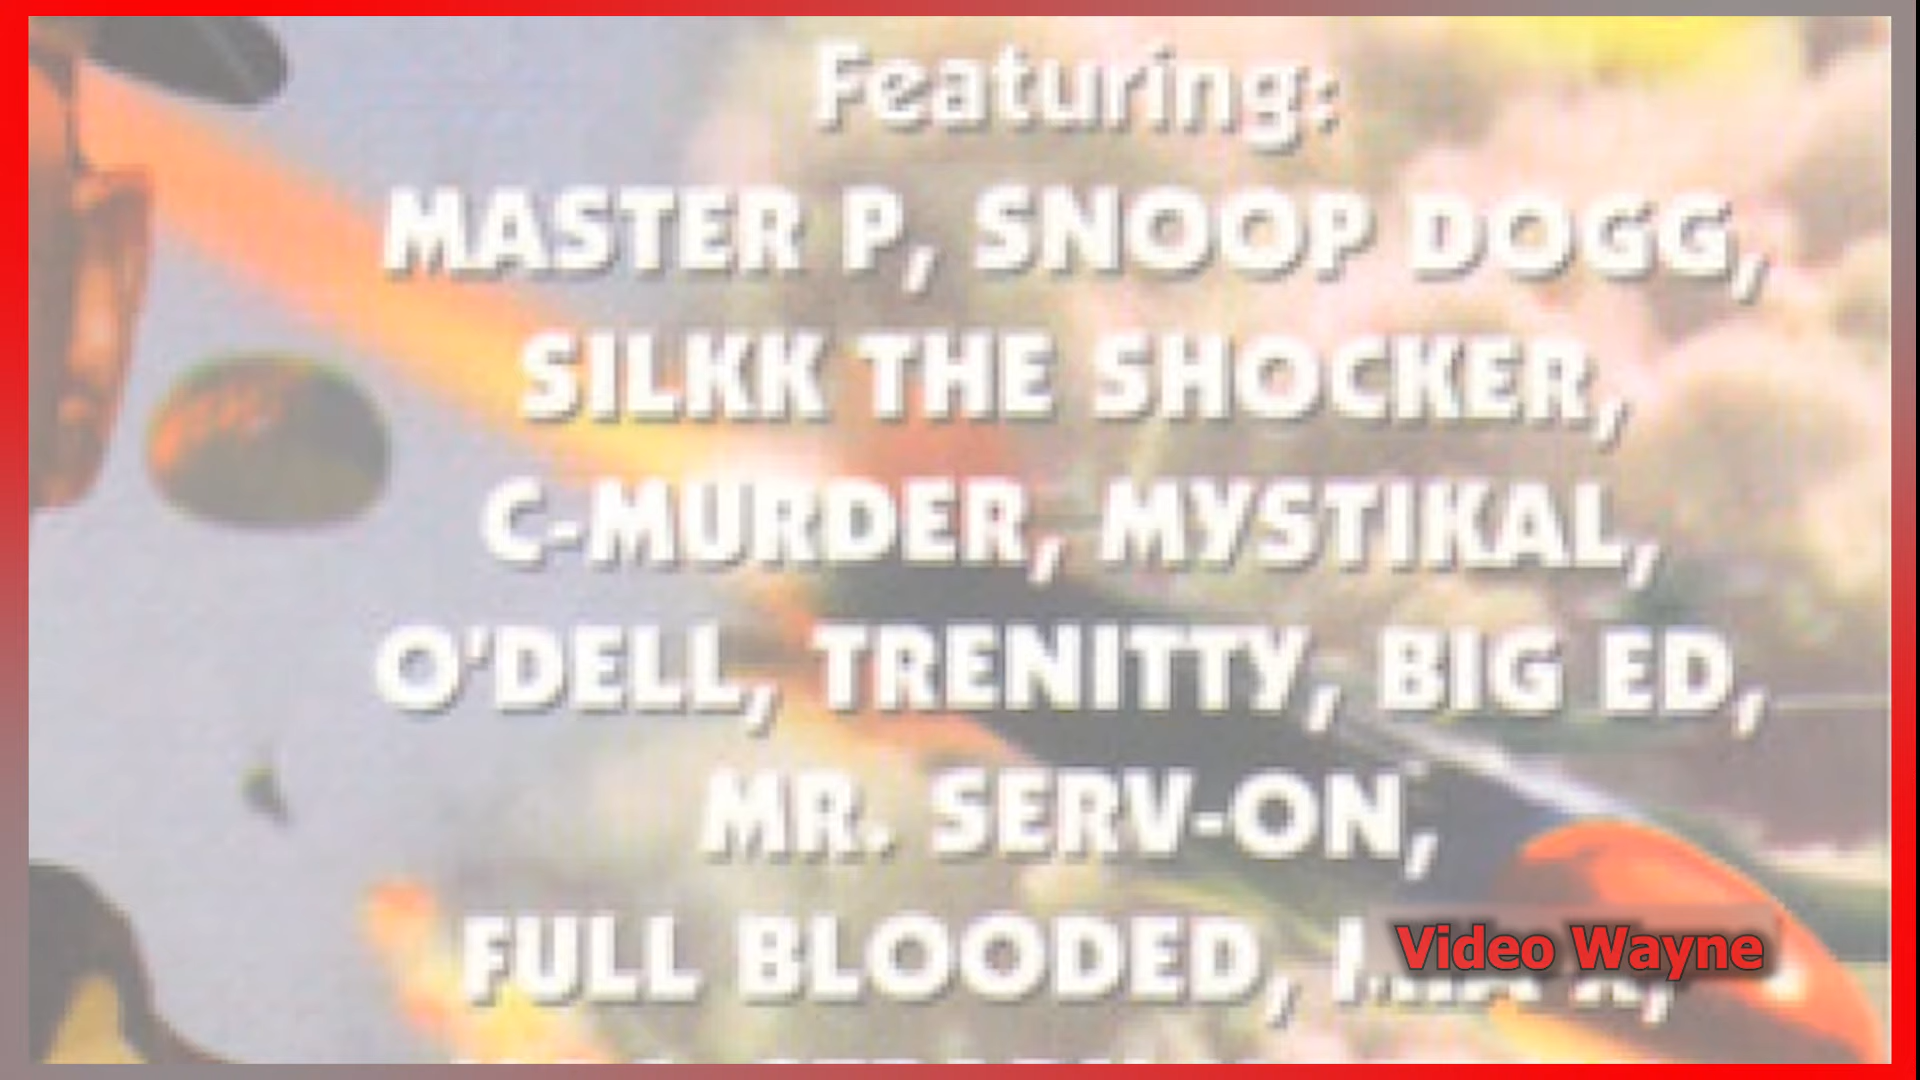 Featuring:
MASTER P, SNOOP DOGG,
SILKK THE SHOCKER,
C-MURDER, MYSTIKAL,
O'DELL, TRENITTY, BIG ED,
MR. SERV-ON,
FULL BLOODED,
Video Wayne